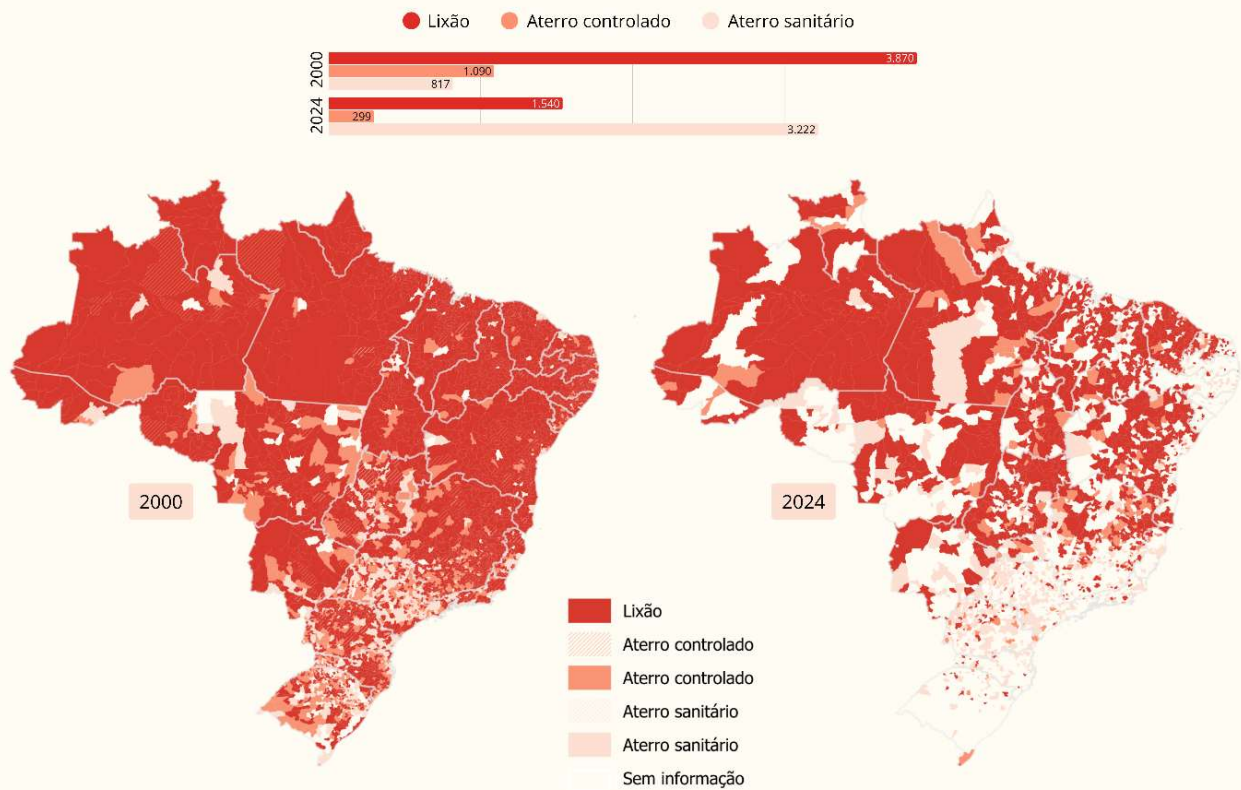 Lixão Aterro controlado Aterro sanitário
2000
3.870
1.090
817
2024
1.540
299
3.222
2000
2024
Lixão
Aterro controlado
Aterro controlado
Aterro sanitário
Aterro sanitário
Sem informação